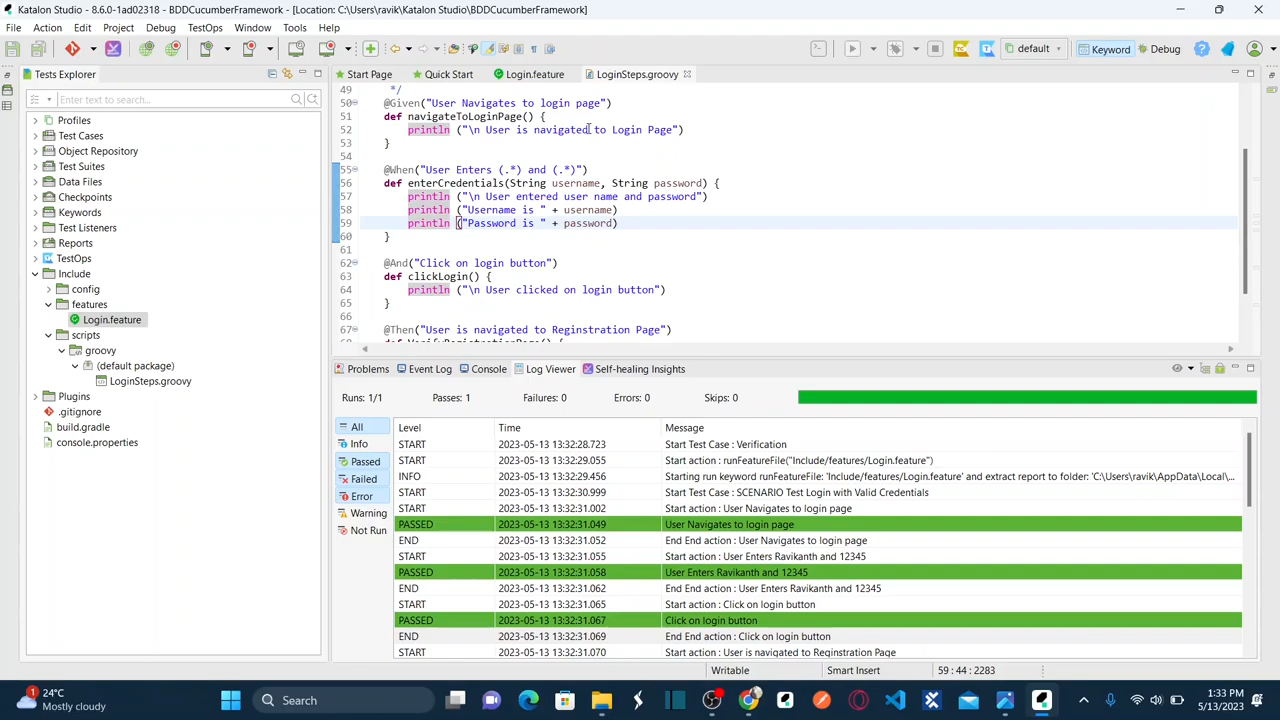 Katalon Studio - 8.6.0-1ad02318 - BDDCucumberFramework - [Location: C:\Users\ravik\Katalon Studio\BDDCucumberFramework]
File Action Edit Project Debug TestOps Window Tools Help
default Keyword Debug
Tests Explorer
Enter text to search...
Profiles
Test Cases
Object Repository
Test Suites
Data Files
Checkpoints
Keywords
Test Listeners
Reports
TestOps
Include
config
features
Login.feature
scripts
groovy
(default package)
LoginSteps.groovy
Plugins
.gitignore
build.gradle
console.properties
Start Page Quick Start Login.feature LoginSteps.groovy
49 */
50 @Given("User Navigates to login page")
51 def navigateToLoginPage() {
52 println ("\n User is navigated to Login Page")
53 }
54
55 @When("User Enters (.*) and (.*)")
56 def enterCredentials(String username, String password) {
57 println ("\n User entered user name and password")
58 println ("Username is " + username)
59 println ("Password is " + password)
60 }
61
62 @And("Click on login button")
63 def clickLogin() {
64 println ("\n User clicked on login button")
65 }
66
67 @Then("User is navigated to Reginstration Page")
Problems Event Log Console Log Viewer Self-healing Insights
Runs: 1/1 Passes: 1 Failures: 0 Errors: 0 Skips: 0
All
Info
Passed
Failed
Error
Warning
Not Run
Level Time Message
START 2023-05-13 13:32:28.723 Start Test Case : Verification
START 2023-05-13 13:32:29.055 Start action : runFeatureFile("Include/features/Login.feature")
INFO 2023-05-13 13:32:29.456 Starting run keyword runFeatureFile: 'Include/features/Login.feature' and extract report to folder: 'C:\Users\ravik\AppData\Local\...
START 2023-05-13 13:32:30.999 Start Test Case : SCENARIO Test Login with Valid Credentials
START 2023-05-13 13:32:31.002 Start action : User Navigates to login page
PASSED 2023-05-13 13:32:31.049 User Navigates to login page
END 2023-05-13 13:32:31.052 End End action : User Navigates to login page
START 2023-05-13 13:32:31.055 Start action : User Enters Ravikanth and 12345
PASSED 2023-05-13 13:32:31.058 User Enters Ravikanth and 12345
END 2023-05-13 13:32:31.062 End End action : User Enters Ravikanth and 12345
START 2023-05-13 13:32:31.065 Start action : Click on login button
PASSED 2023-05-13 13:32:31.067 Click on login button
END 2023-05-13 13:32:31.069 End End action : Click on login button
START 2023-05-13 13:32:31.070 Start action : User is navigated to Reginstration Page
Writable Smart Insert 59 : 44 : 2283
1
24°C
Mostly cloudy
Search
1:33 PM
5/13/2023